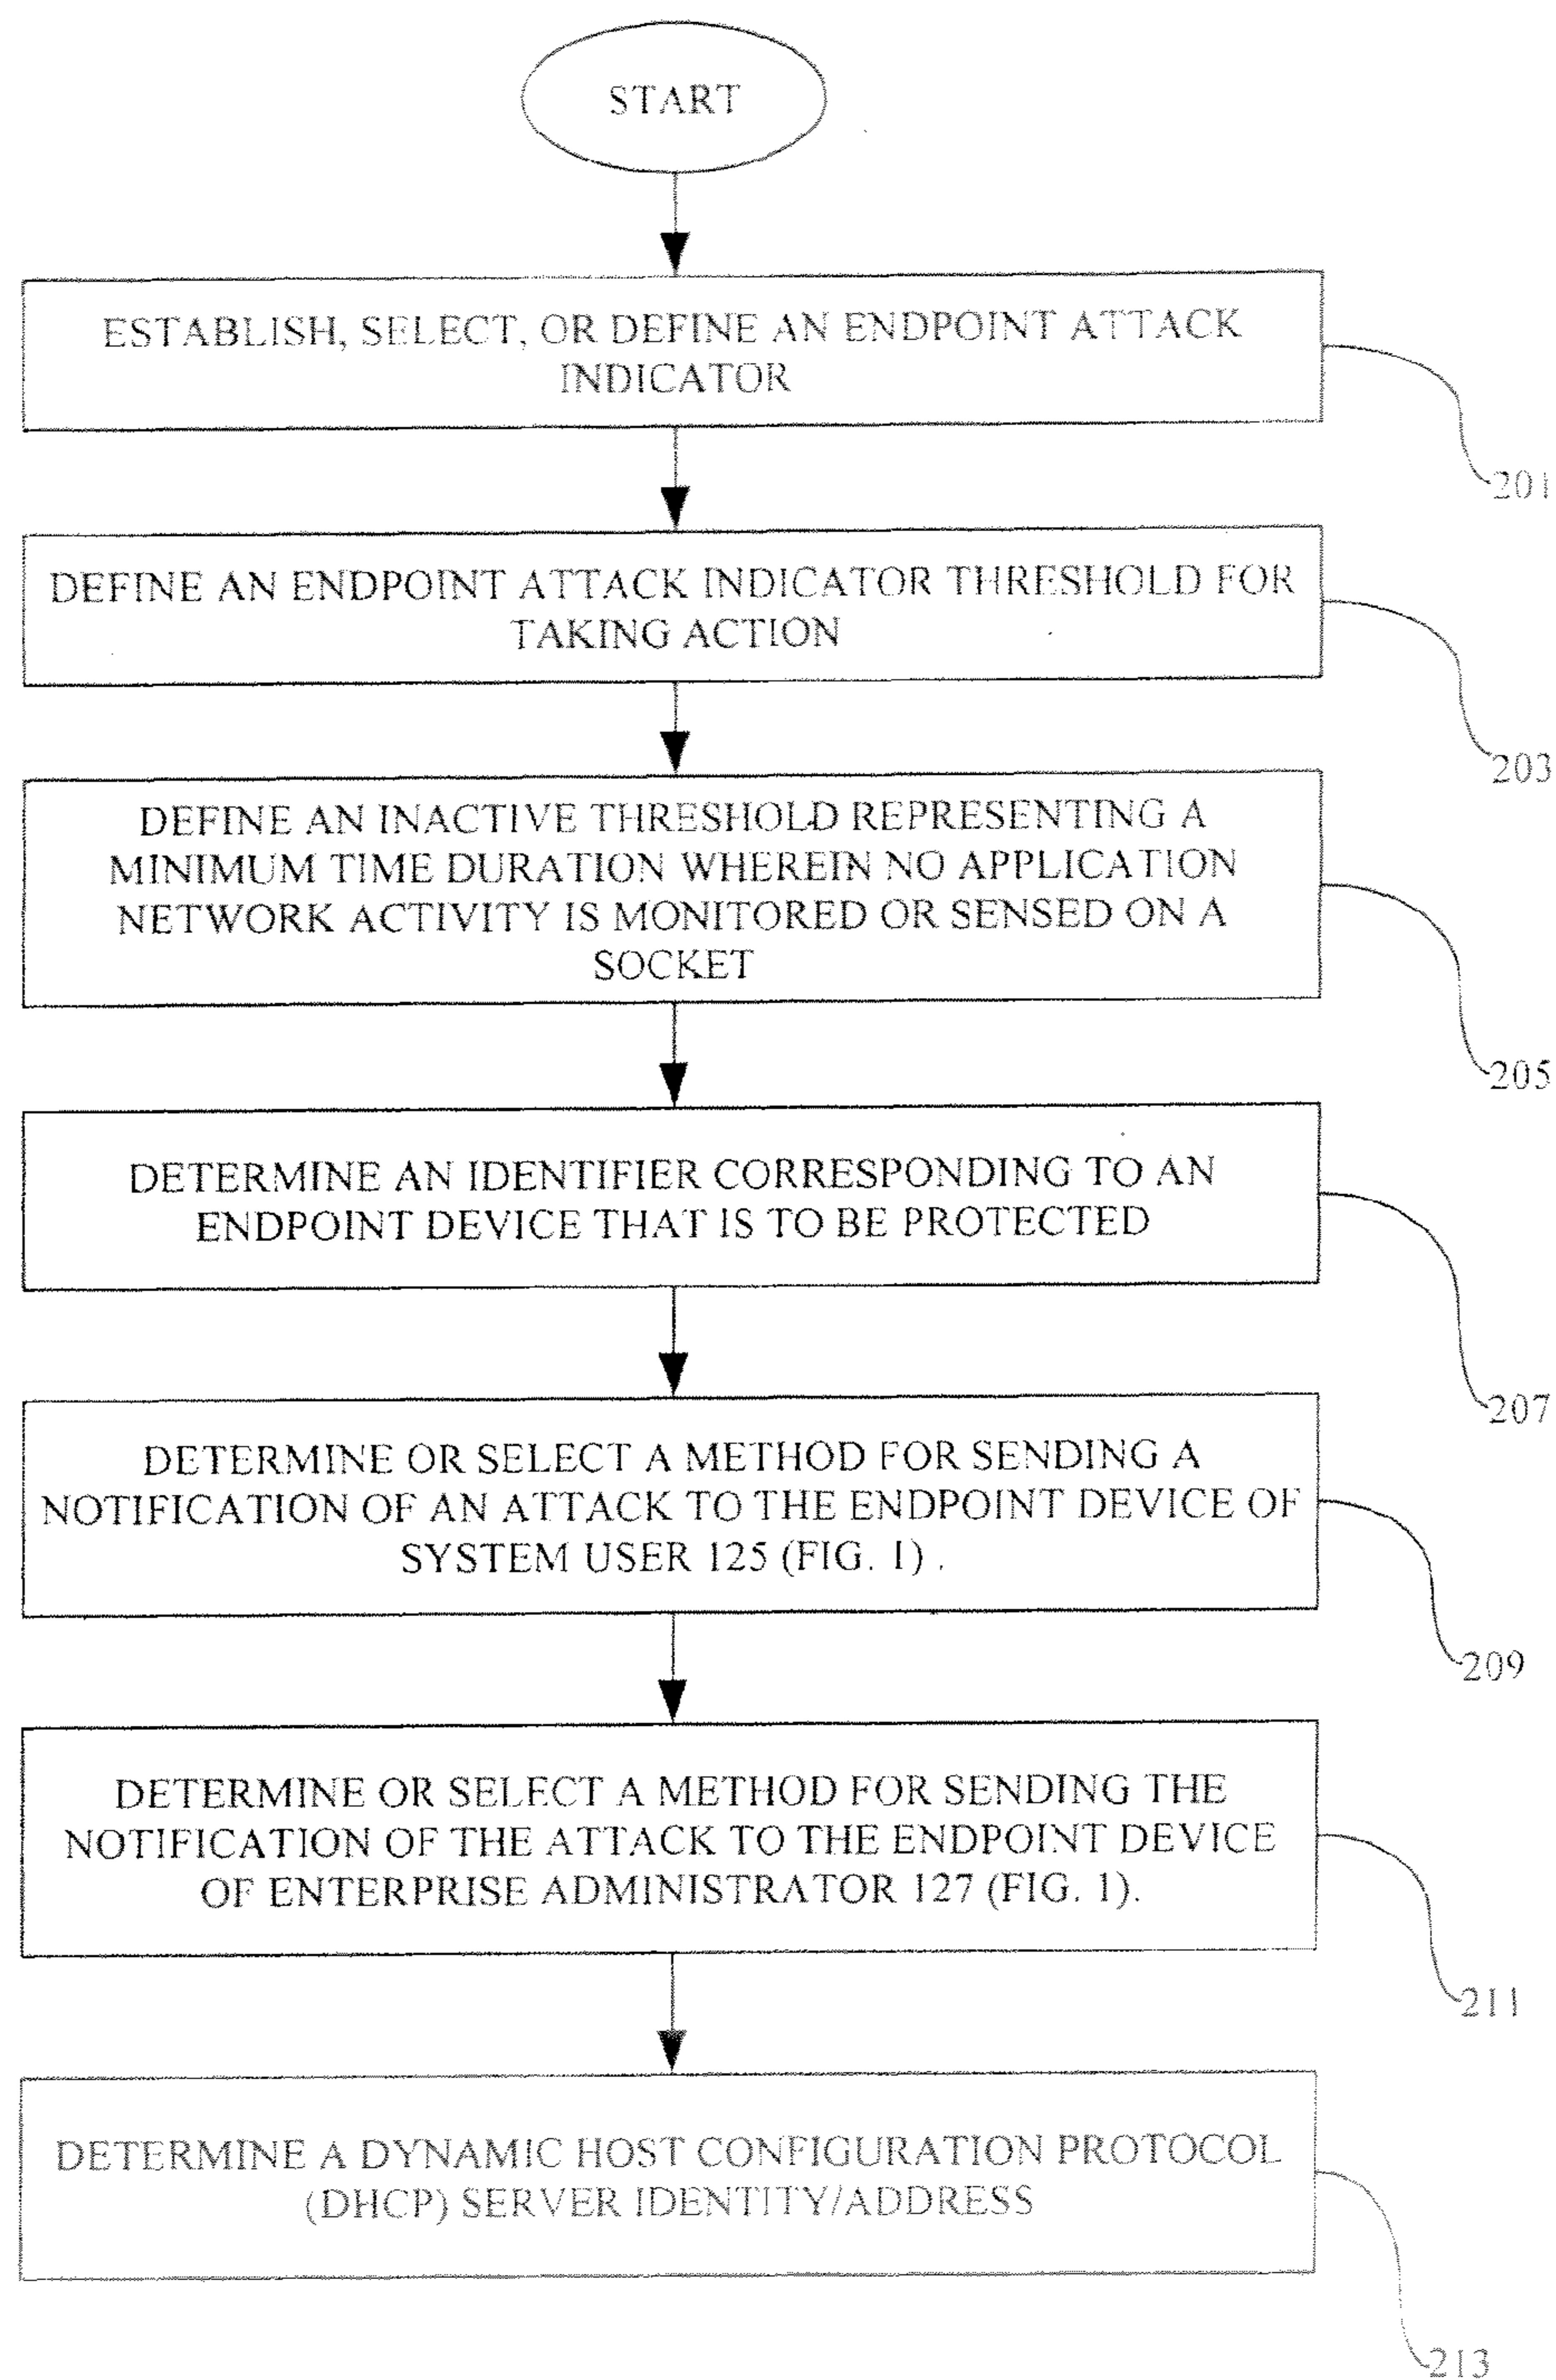 START
ESTABLISH, SELECT, OR DEFINE AN ENDPOINT ATTACK
INDICATOR
201
DEFINE AN ENDPOINT ATTACK INDICATOR THRESHOLD FOR
TAKING ACTION
203
DEFINE AN INACTIVE THRESHOLD REPRESENTING A
MINIMUM TIME DURATION WHEREIN NO APPLICATION
NETWORK ACTIVITY IS MONITORED OR SENSED ON A
SOCKET
205
DETERMINE AN IDENTIFIER CORRESPONDING TO AN
ENDPOINT DEVICE THAT IS TO BE PROTECTED
207
DETERMINE OR SELECT A METHOD FOR SENDING A
NOTIFICATION OF AN ATTACK TO THE ENDPOINT DEVICE OF
SYSTEM USER 125 (FIG. 1) .
209
DETERMINE OR SELECT A METHOD FOR SENDING THE
NOTIFICATION OF THE ATTACK TO THE ENDPOINT DEVICE
OF ENTERPRISE ADMINISTRATOR 127 (FIG. 1).
211
DETERMINE A DYNAMIC HOST CONFIGURATION PROTOCOL
(DHCP) SERVER IDENTITY/ADDRESS
213